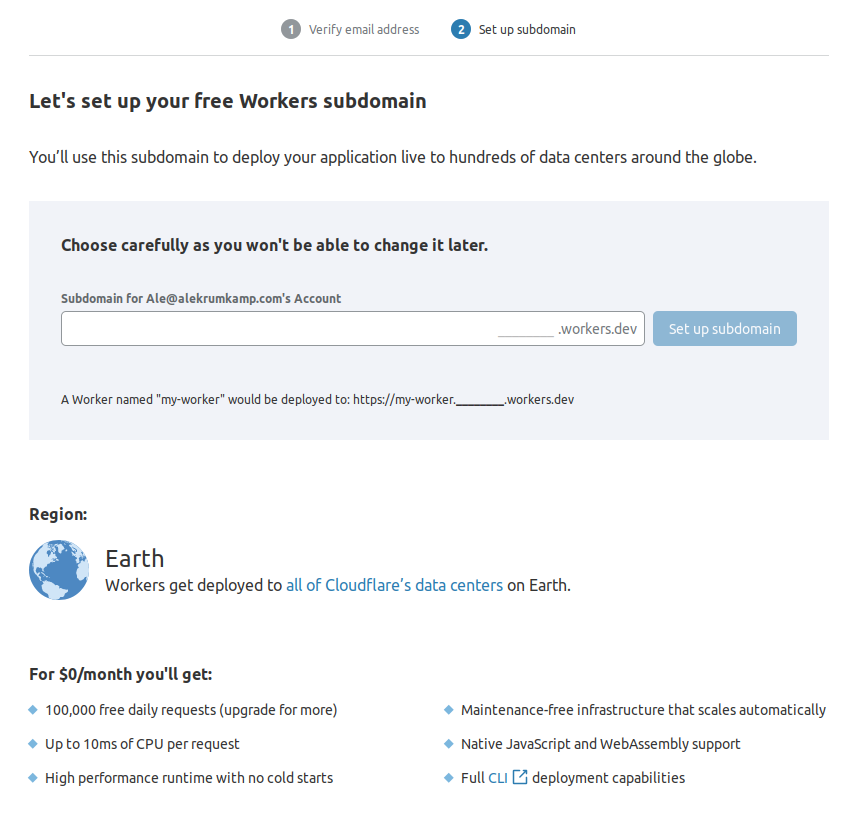 1 Verify email address 2 Set up subdomain
Let's set up your free Workers subdomain
You’ll use this subdomain to deploy your application live to hundreds of data centers around the globe.
Choose carefully as you won't be able to change it later.
Subdomain for Ale@alekrumkamp.com's Account
________ .workers.dev Set up subdomain
A Worker named "my-worker" would be deployed to: https://my-worker.________.workers.dev
Region:
Earth
Workers get deployed to all of Cloudflare’s data centers on Earth.
For $0/month you'll get:
100,000 free daily requests (upgrade for more)
Up to 10ms of CPU per request
High performance runtime with no cold starts
Maintenance-free infrastructure that scales automatically
Native JavaScript and WebAssembly support
Full CLI deployment capabilities